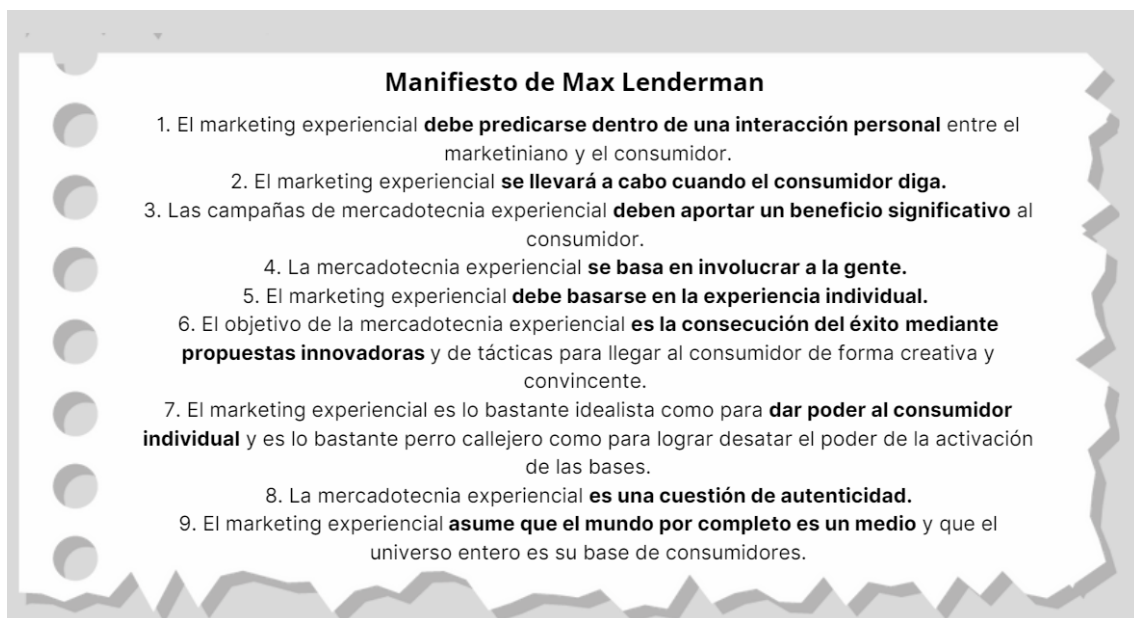 Manifiesto de Max Lenderman
1. El marketing experiencial debe predicarse dentro de una interacción personal entre el
marketiniano y el consumidor.
2. El marketing experiencial se llevará a cabo cuando el consumidor diga.
3. Las campañas de mercadotecnia experiencial deben aportar un beneficio significativo al
consumidor.
4. La mercadotecnia experiencial se basa en involucrar a la gente.
5. El marketing experiencial debe basarse en la experiencia individual.
6. El objetivo de la mercadotecnia experiencial es la consecución del éxito mediante
propuestas innovadoras y de tácticas para llegar al consumidor de forma creativa y
convincente.
7. El marketing experiencial es lo bastante idealista como para dar poder al consumidor
individual y es lo bastante perro callejero como para lograr desatar el poder de la activación
de las bases.
8. La mercadotecnia experiencial es una cuestión de autenticidad.
9. El marketing experiencial asume que el mundo por completo es un medio y que el
universo entero es su base de consumidores.